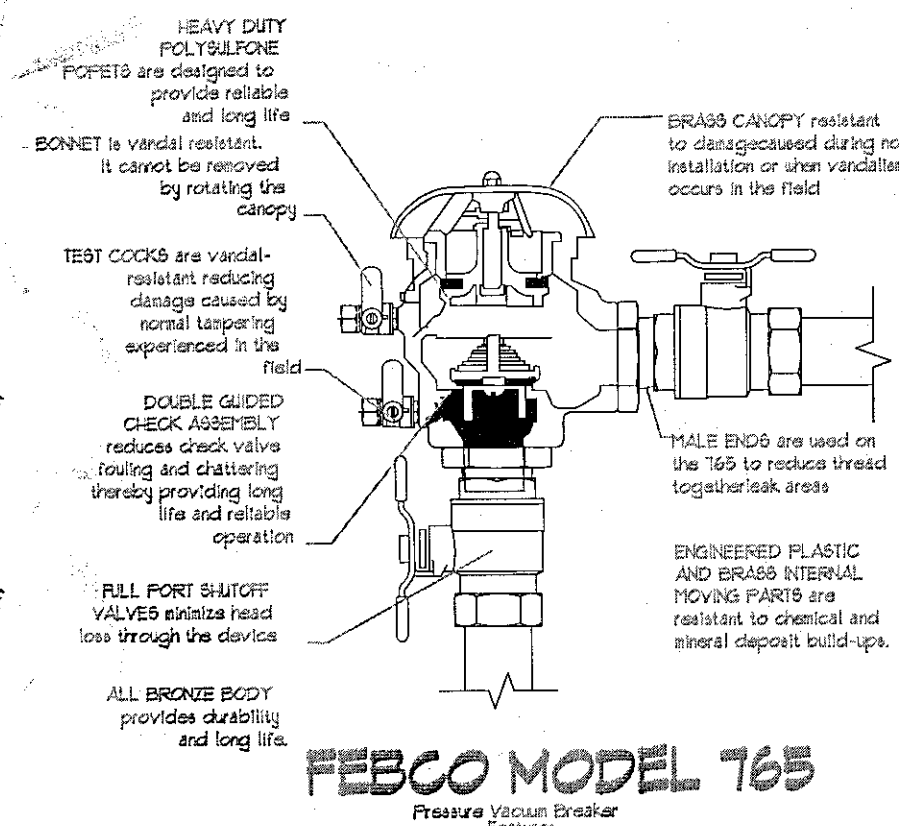 HEAVY DUTY
POLYSULFONE
POPETS are designed to
provide reliable
and long life
BONNET is vandal resistant.
It cannot be removed
by rotating the
canopy
TEST COCKS are vandal-
resistant reducing
damage caused by
normal tampering
experienced in the
field
DOUBLE GUIDED
CHECK ASSEMBLY
reduces check valve
fouling and chattering
thereby providing long
life and reliable
operation
FULL PORT SHUTOFF
VALVES minimize head
loss through the device
ALL BRONZE BODY
provides durability
and long life.
BRASS CANOPY resistant
to damagecaused during no
installation or when vandalism
occurs in the field
MALE ENDS are used on
the 765 to reduce thread
togetherleak areas
ENGINEERED PLASTIC
AND BRASS INTERNAL
MOVING PARTS are
resistant to chemical and
mineral deposit build-ups.
FEBCO MODEL 765
Pressure Vacuum Breaker
Features